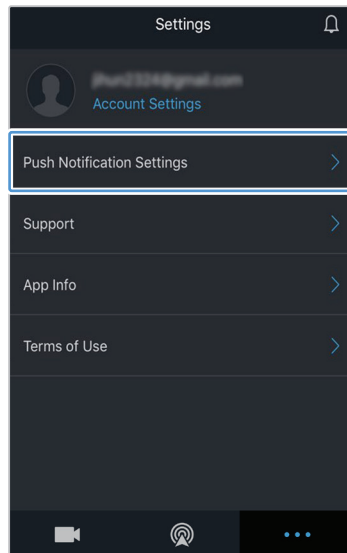 Settings
Account Settings
Push Notification Settings
Support
App Info
Terms of Use